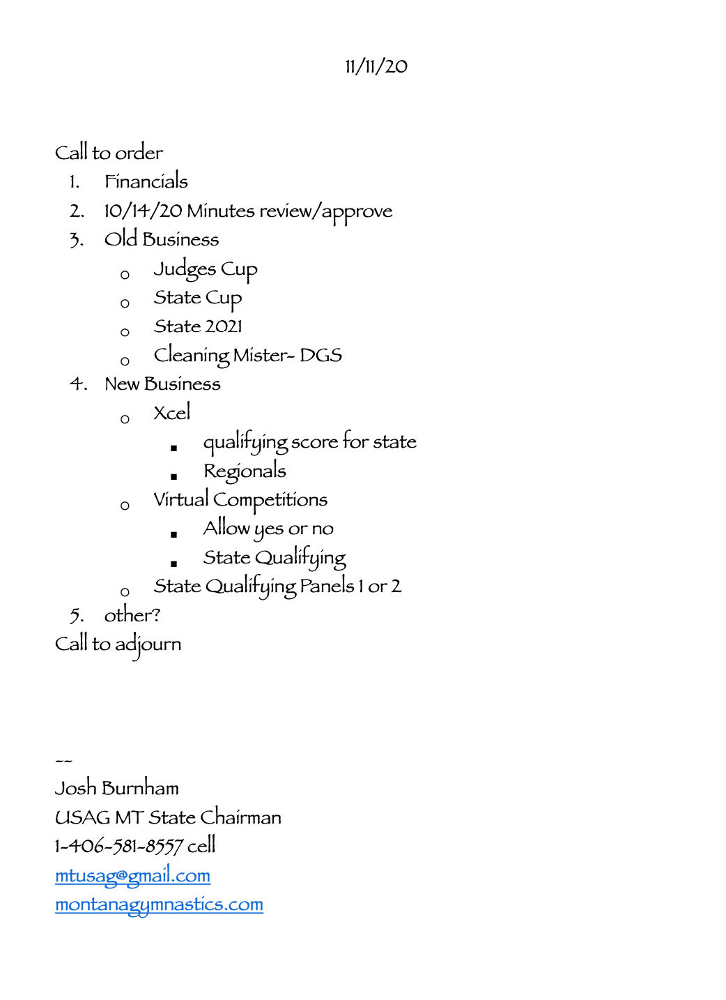 11/11/20
Call to order
1. Financials
2. 10/14/20 Minutes review/approve
3. Old Business
o Judges Cup
o State Cup
o State 2021
o Cleaning Mister- DGS
4. New Business
o Xcel
▪ qualifying score for state
▪ Regionals
o Virtual Competitions
▪ Allow yes or no
▪ State Qualifying
o State Qualifying Panels 1 or 2
5. other?
Call to adjourn
--
Josh Burnham
USAG MT State Chairman
1-406-581-8557 cell
mtusag@gmail.com
montanagymnastics.com